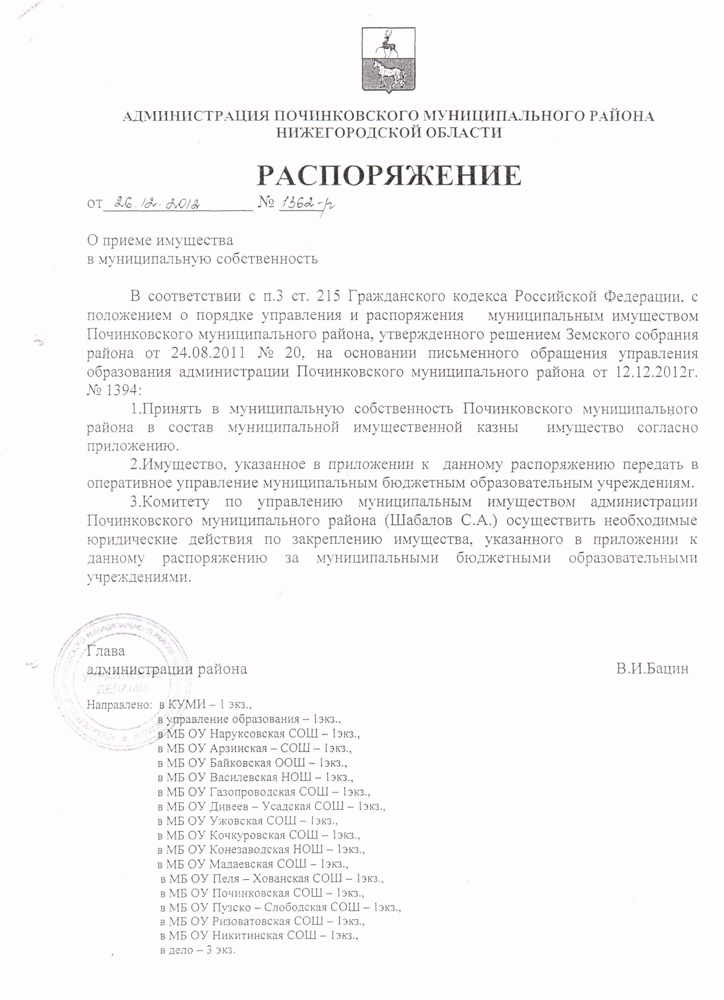 АДМИНИСТРАЦИЯ ПОЧИНКОВСКОГО МУНИЦИПАЛЬНОГО РАЙОНА
НИЖЕГОРОДСКОЙ ОБЛАСТИ
РАСПОРЯЖЕНИЕ
от 26.12.2012 № 1362-р
О приеме имущества
в муниципальную собственность
В соответствии с п.3 ст. 215 Гражданского кодекса Российской Федерации, с
положением о порядке управления и распоряжения муниципальным имуществом
Починковского муниципального района, утвержденного решением Земского собрания
района от 24.08.2011 № 20, на основании письменного обращения управления
образования администрации Починковского муниципального района от 12.12.2012г.
№ 1394:
1.Принять в муниципальную собственность Починковского муниципального
района в состав муниципальной имущественной казны имущество согласно
приложению.
2.Имущество, указанное в приложении к данному распоряжению передать в
оперативное управление муниципальным бюджетным образовательным учреждениям.
3.Комитету по управлению муниципальным имуществом администрации
Починковского муниципального района (Шабалов С.А.) осуществить необходимые
юридические действия по закреплению имущества, указанного в приложении к
данному распоряжению за муниципальными бюджетными образовательными
учреждениями.
Глава
администрации района В.И.Бацин
УПРАВЛЕНИЕ
ДЕЛАМИ
Направлено: в КУМИ – 1 экз.,
в управление образования – 1экз.,
в МБ ОУ Наруксовская СОШ – 1экз.,
в МБ ОУ Арзинская – СОШ – 1экз.,
в МБ ОУ Байковская ООШ – 1экз.,
в МБ ОУ Василевская НОШ – 1экз.,
в МБ ОУ Газопроводская СОШ – 1экз.,
в МБ ОУ Дивеев – Усадская СОШ – 1экз.,
в МБ ОУ Ужовская СОШ – 1экз.,
в МБ ОУ Кочкуровская СОШ – 1экз.,
в МБ ОУ Конезаводская НОШ – 1экз.,
в МБ ОУ Мадаевская СОШ – 1экз.,
в МБ ОУ Пеля – Хованская СОШ – 1экз.,
в МБ ОУ Починковская СОШ – 1экз.,
в МБ ОУ Пузско – Слободская СОШ – 1экз.,
в МБ ОУ Ризоватовская СОШ – 1экз.,
в МБ ОУ Никитинская СОШ – 1экз.,
в дело – 3 экз.